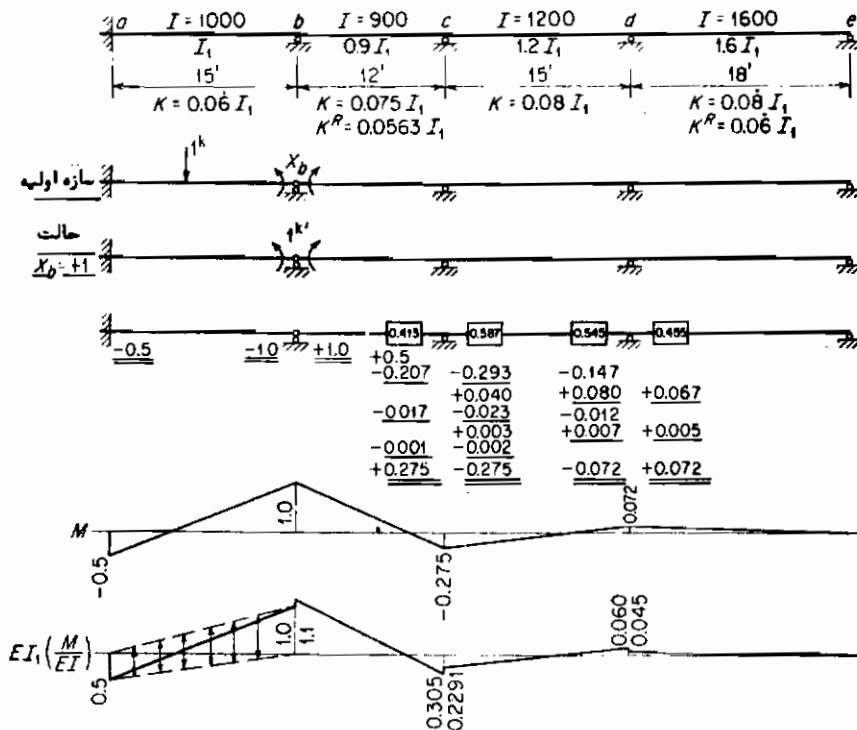 a I = 1000 b I = 900 c I = 1200 d I = 1600 e
I₁ 0.9 I₁ 1.2 I₁ 1.6 I₁
15' 12' 15' 18'
K = 0.06̇ I₁ K = 0.075 I₁ K = 0.08 I₁ K = 0.08̇ I₁
Kᴿ = 0.0563 I₁ Kᴿ = 0.06̇ I₁
1ᵏ X_b
سازه اولیه
حالت
1ᵏ'
X_b = +1
0.413 0.587 0.545 0.455
-0.5 -1.0 +1.0 +0.5
-0.207 -0.293 -0.147
+0.040 +0.080 +0.067
-0.017 -0.023 -0.012
+0.003 +0.007 +0.005
-0.001 -0.002
+0.275 -0.275 -0.072 +0.072
M
-0.5
1.0
-0.275
0.072
EI₁(M/EI)
0.5
1.0
1.1
0.305
0.2291
0.060
0.045